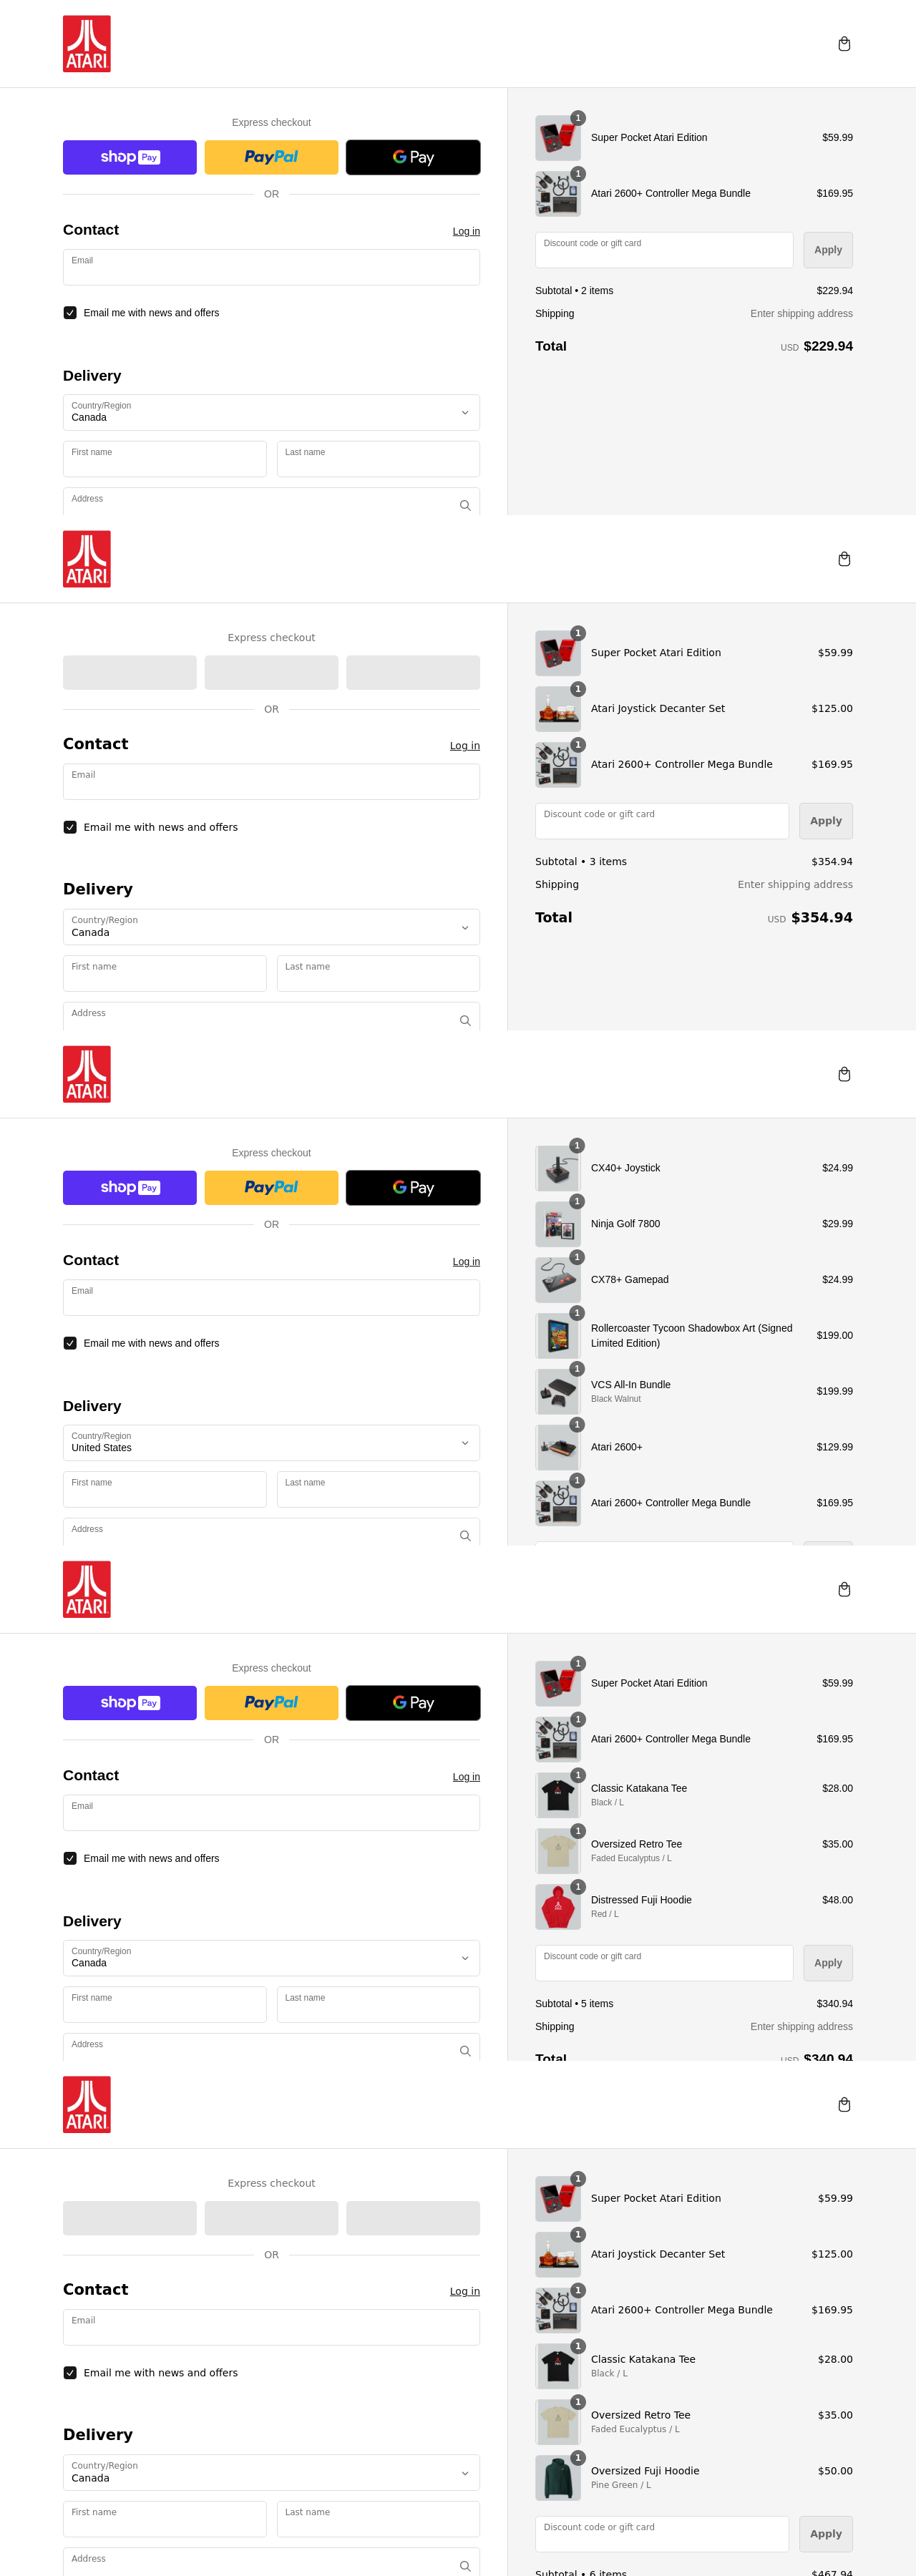 ATARI
Express checkout
shop Pay
PayPal
G Pay
OR
Contact
Log in
Email
Email me with news and offers
Delivery
Country/Region
Canada
First name
Last name
Address
1
Super Pocket Atari Edition
$59.99
1
Atari 2600+ Controller Mega Bundle
$169.95
Discount code or gift card
Apply
Subtotal • 2 items
$229.94
Shipping
Enter shipping address
Total
USD $229.94
ATARI
Express checkout
OR
Contact
Log in
Email
Email me with news and offers
Delivery
Country/Region
Canada
First name
Last name
Address
1
Super Pocket Atari Edition
$59.99
1
Atari Joystick Decanter Set
$125.00
1
Atari 2600+ Controller Mega Bundle
$169.95
Discount code or gift card
Apply
Subtotal • 3 items
$354.94
Shipping
Enter shipping address
Total
USD $354.94
ATARI
Express checkout
shop Pay
PayPal
G Pay
OR
Contact
Log in
Email
Email me with news and offers
Delivery
Country/Region
United States
First name
Last name
Address
1
CX40+ Joystick
$24.99
1
Ninja Golf 7800
$29.99
1
CX78+ Gamepad
$24.99
1
Rollercoaster Tycoon Shadowbox Art (Signed
Limited Edition)
$199.00
1
VCS All-In Bundle
Black Walnut
$199.99
1
Atari 2600+
$129.99
1
Atari 2600+ Controller Mega Bundle
$169.95
ATARI
Express checkout
shop Pay
PayPal
G Pay
OR
Contact
Log in
Email
Email me with news and offers
Delivery
Country/Region
Canada
First name
Last name
Address
1
Super Pocket Atari Edition
$59.99
1
Atari 2600+ Controller Mega Bundle
$169.95
1
Classic Katakana Tee
Black / L
$28.00
1
Oversized Retro Tee
Faded Eucalyptus / L
$35.00
1
Distressed Fuji Hoodie
Red / L
$48.00
Discount code or gift card
Apply
Subtotal • 5 items
$340.94
Shipping
Enter shipping address
Total
USD $340.94
ATARI
Express checkout
OR
Contact
Log in
Email
Email me with news and offers
Delivery
Country/Region
Canada
First name
Last name
Address
1
Super Pocket Atari Edition
$59.99
1
Atari Joystick Decanter Set
$125.00
1
Atari 2600+ Controller Mega Bundle
$169.95
1
Classic Katakana Tee
Black / L
$28.00
1
Oversized Retro Tee
Faded Eucalyptus / L
$35.00
1
Oversized Fuji Hoodie
Pine Green / L
$50.00
Discount code or gift card
Apply
Subtotal • 6 items
$467.94